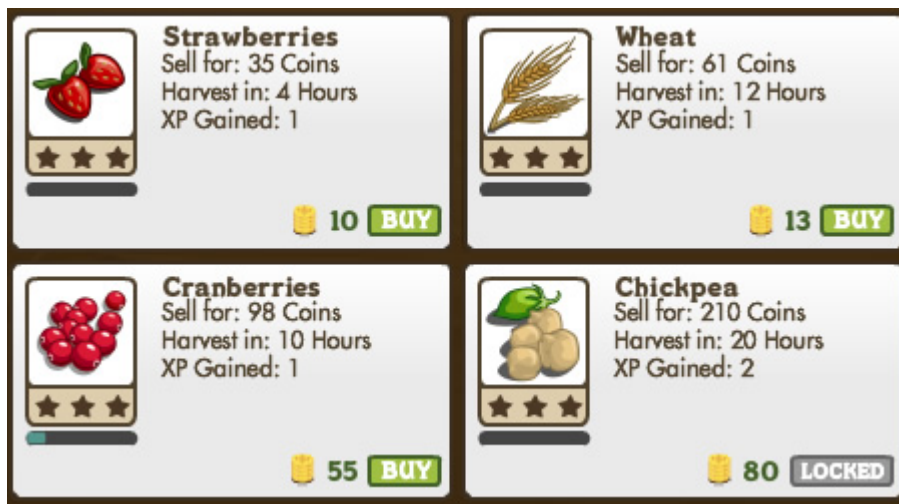 Strawberries
Sell for: 35 Coins
Harvest in: 4 Hours
XP Gained: 1
10 BUY
Wheat
Sell for: 61 Coins
Harvest in: 12 Hours
XP Gained: 1
13 BUY
Cranberries
Sell for: 98 Coins
Harvest in: 10 Hours
XP Gained: 1
55 BUY
Chickpea
Sell for: 210 Coins
Harvest in: 20 Hours
XP Gained: 2
80 LOCKED